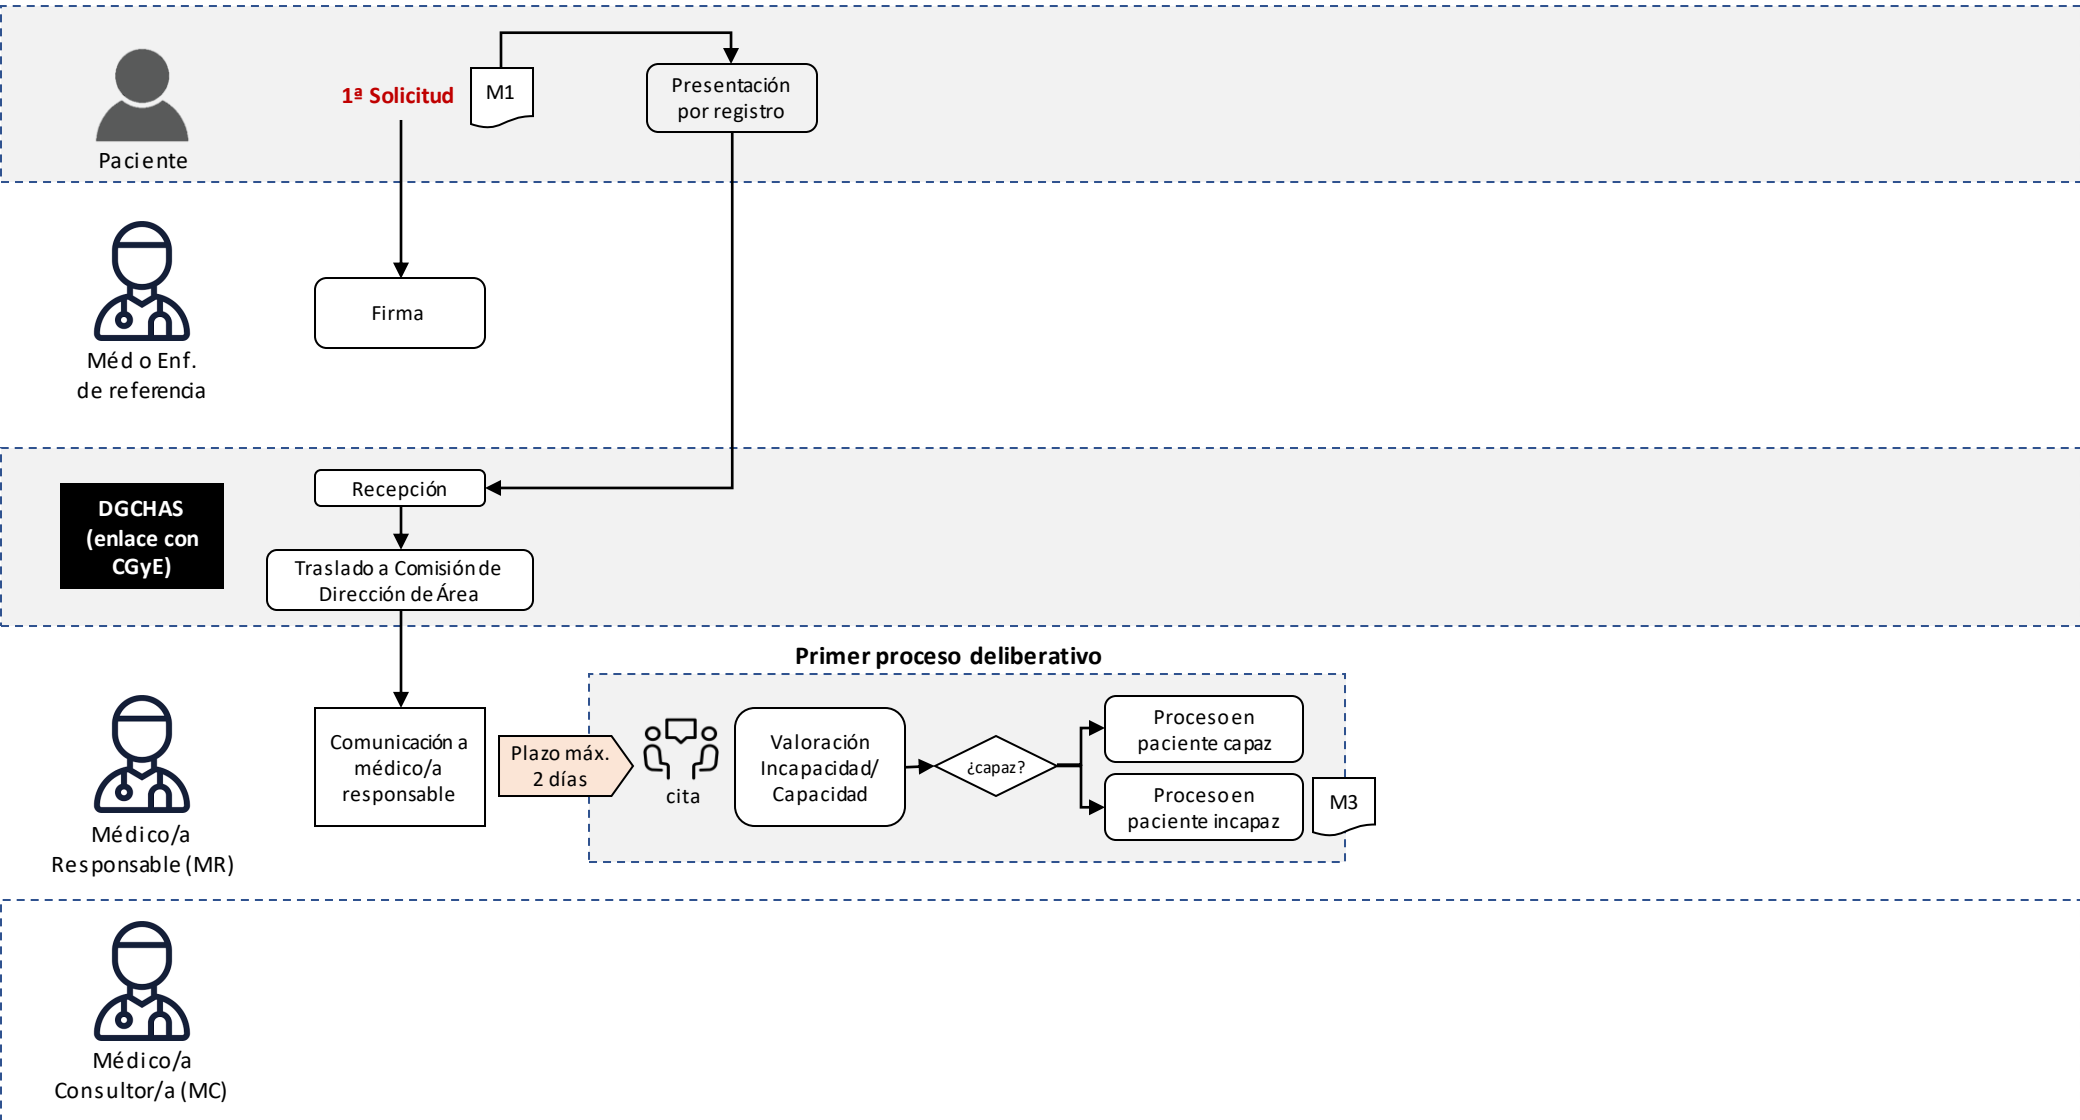 1ª Solicitud
M1
Presentación
por registro
Paciente
Firma
Méd o Enf.
de referencia
DGCHAS
(enlace con
CGyE)
Recepción
Traslado a Comisión de
Dirección de Área
Primer proceso deliberativo
Médico/a
Responsable (MR)
Comunicación a
médico/a
responsable
Plazo máx.
2 días
cita
Valoración
Incapacidad/
Capacidad
¿capaz?
Proceso en
paciente capaz
Proceso en
paciente incapaz
M3
Médico/a
Consultor/a (MC)